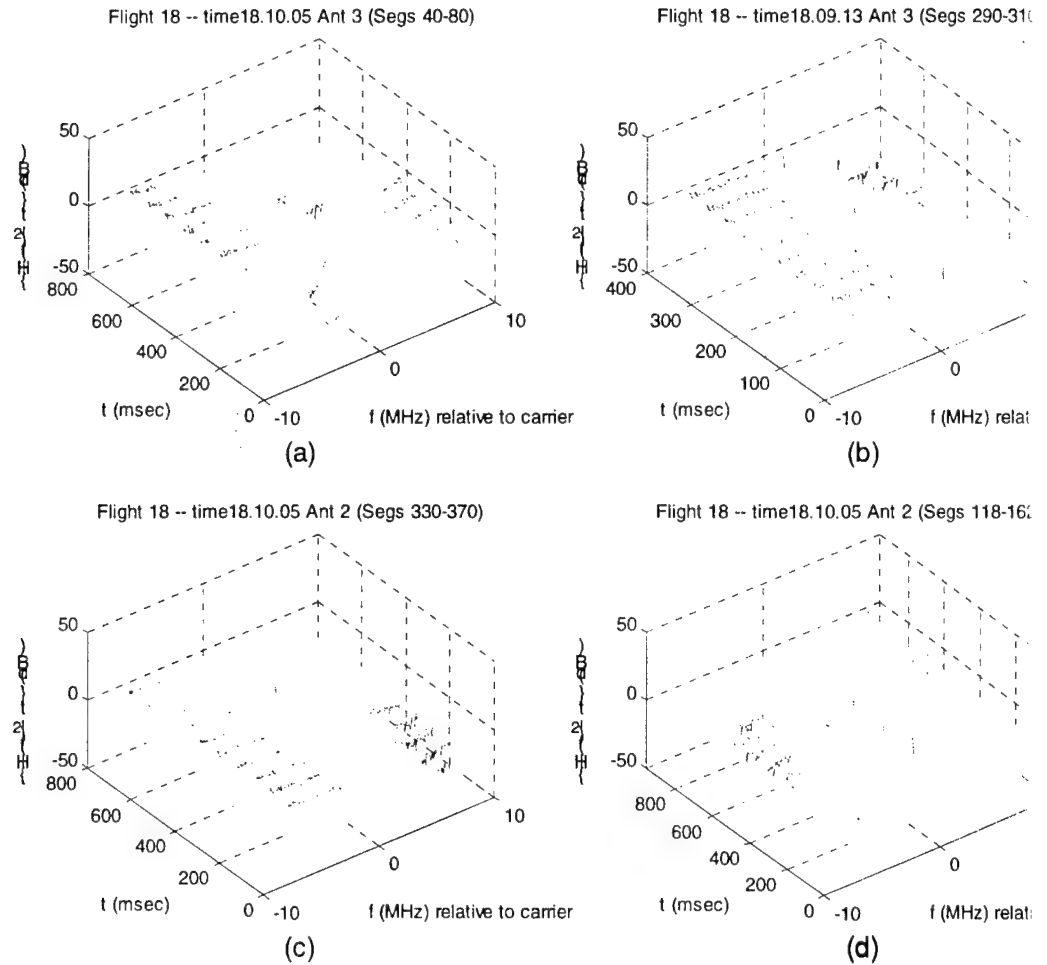 Flight 18 -- time18.10.05 Ant 3 (Segs 40-80)
50
0
-50
800
600
400
200
0
-10
0
10
t (msec)
f (MHz) relative to carrier
(a)
Flight 18 -- time18.09.13 Ant 3 (Segs 290-310
50
0
-50
400
300
200
100
0
-10
0
t (msec)
f (MHz) relat
(b)
Flight 18 -- time18.10.05 Ant 2 (Segs 330-370)
50
0
-50
800
600
400
200
0
-10
0
10
t (msec)
f (MHz) relative to carrier
(c)
Flight 18 -- time18.10.05 Ant 2 (Segs 118-162
50
0
-50
800
600
400
200
0
-10
0
t (msec)
f (MHz) relati
(d)